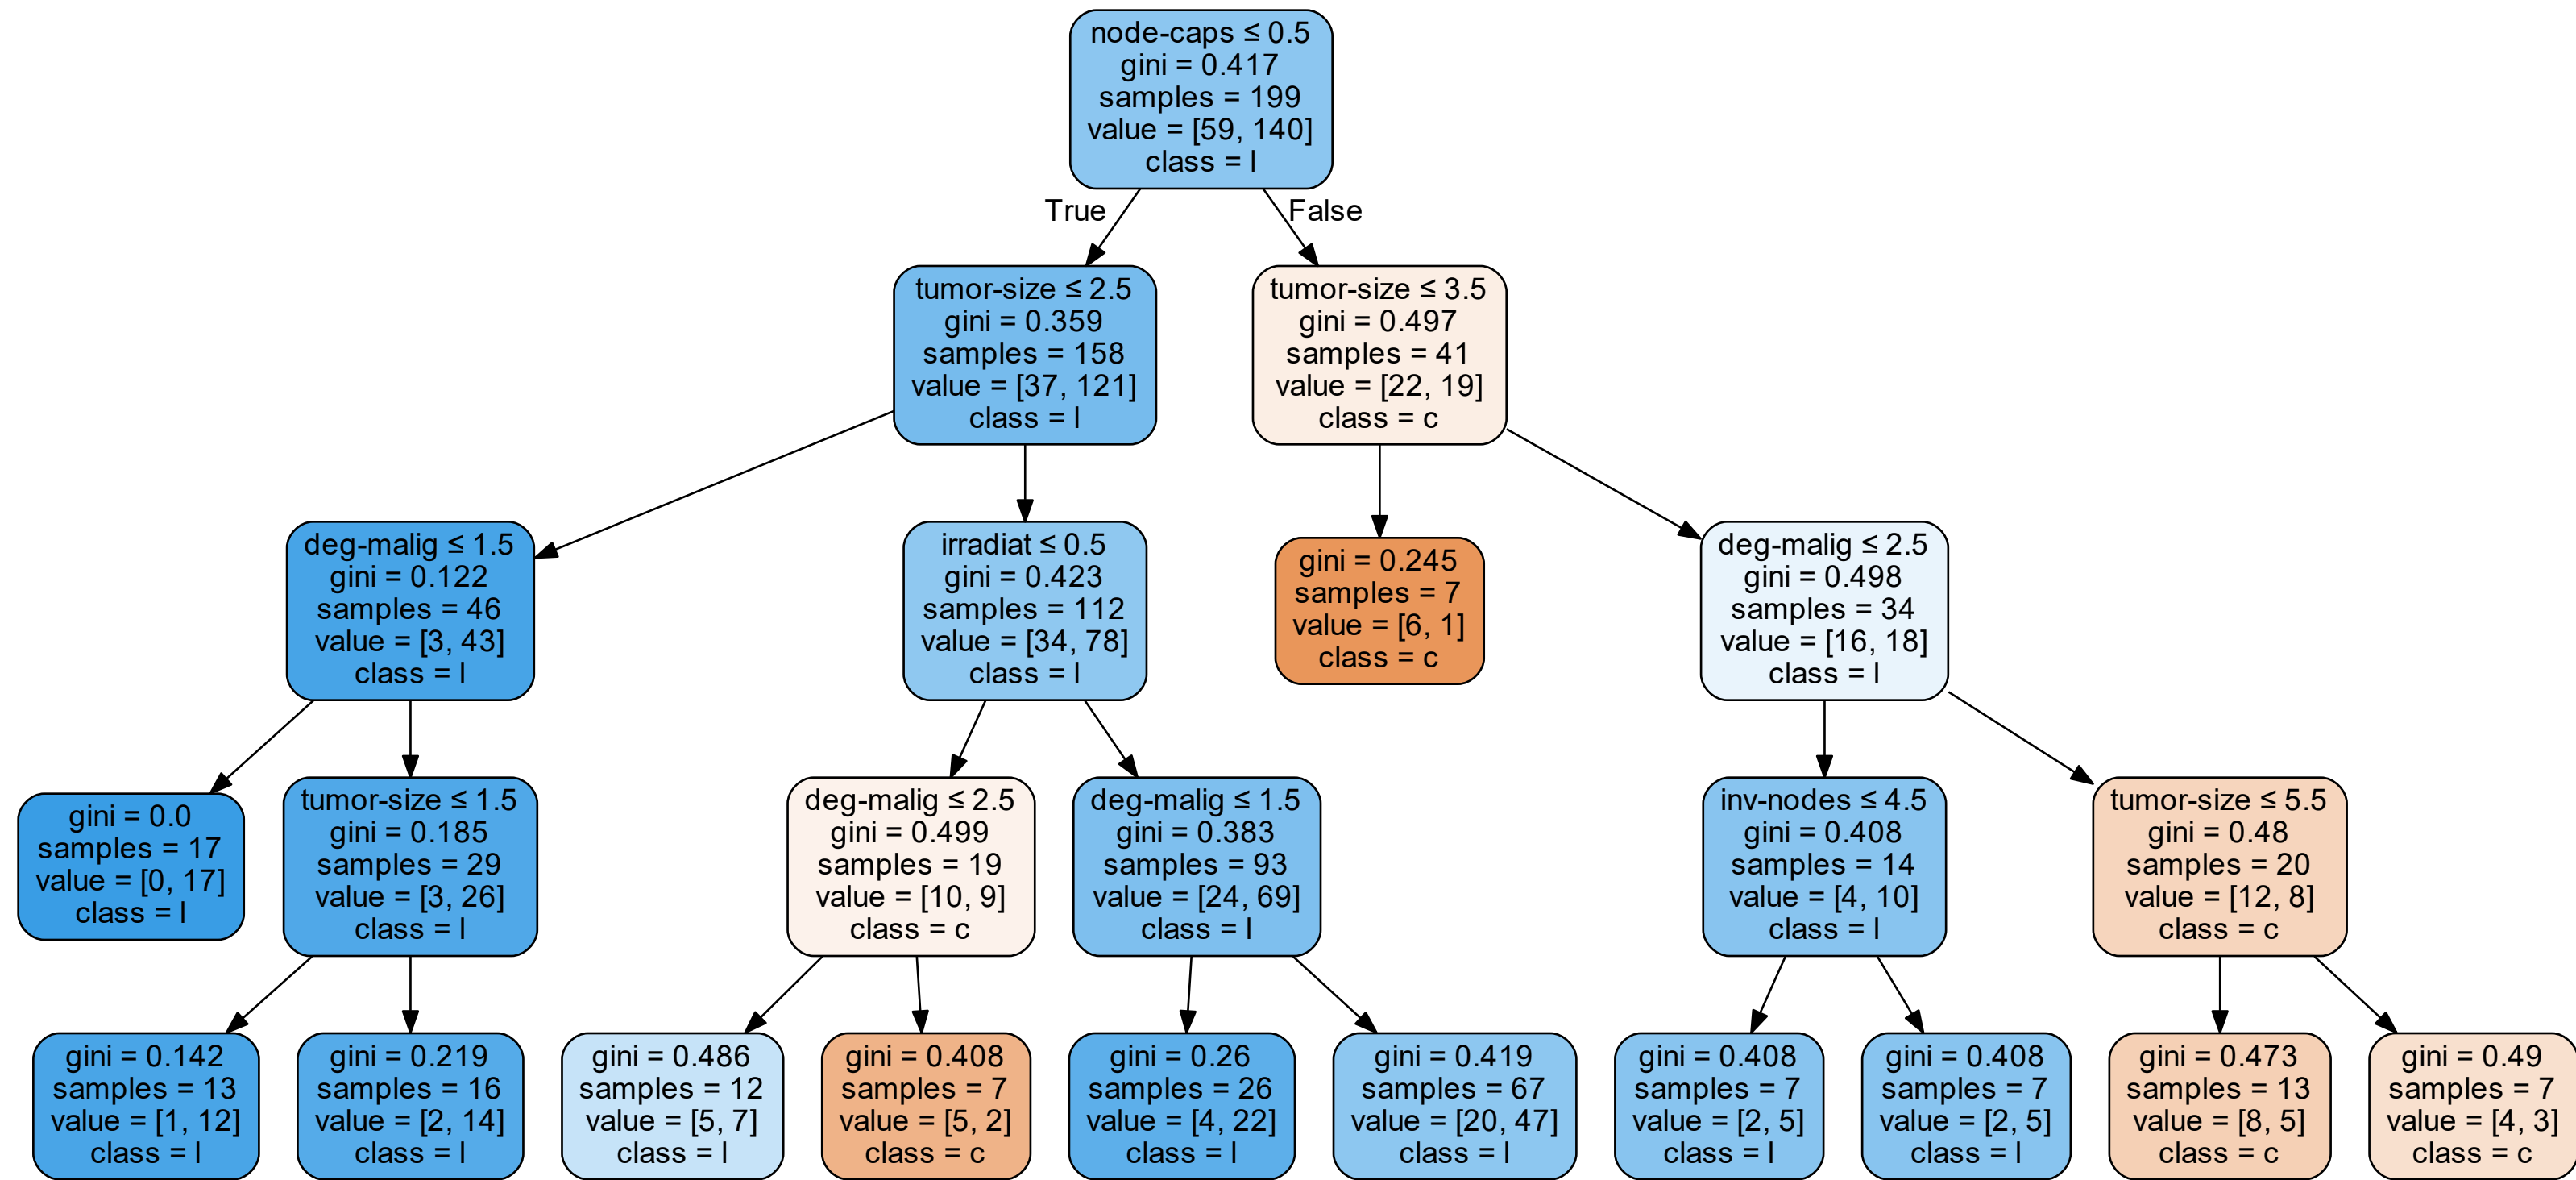 node-caps ≤ 0.5
gini = 0.417
samples = 199
value = [59, 140]
class = l
True
False
tumor-size ≤ 2.5
gini = 0.359
samples = 158
value = [37, 121]
class = l
tumor-size ≤ 3.5
gini = 0.497
samples = 41
value = [22, 19]
class = c
deg-malig ≤ 1.5
gini = 0.122
samples = 46
value = [3, 43]
class = l
irradiat ≤ 0.5
gini = 0.423
samples = 112
value = [34, 78]
class = l
gini = 0.245
samples = 7
value = [6, 1]
class = c
deg-malig ≤ 2.5
gini = 0.498
samples = 34
value = [16, 18]
class = l
gini = 0.0
samples = 17
value = [0, 17]
class = l
tumor-size ≤ 1.5
gini = 0.185
samples = 29
value = [3, 26]
class = l
deg-malig ≤ 2.5
gini = 0.499
samples = 19
value = [10, 9]
class = c
deg-malig ≤ 1.5
gini = 0.383
samples = 93
value = [24, 69]
class = l
inv-nodes ≤ 4.5
gini = 0.408
samples = 14
value = [4, 10]
class = l
tumor-size ≤ 5.5
gini = 0.48
samples = 20
value = [12, 8]
class = c
gini = 0.142
samples = 13
value = [1, 12]
class = l
gini = 0.219
samples = 16
value = [2, 14]
class = l
gini = 0.486
samples = 12
value = [5, 7]
class = l
gini = 0.408
samples = 7
value = [5, 2]
class = c
gini = 0.26
samples = 26
value = [4, 22]
class = l
gini = 0.419
samples = 67
value = [20, 47]
class = l
gini = 0.408
samples = 7
value = [2, 5]
class = l
gini = 0.408
samples = 7
value = [2, 5]
class = l
gini = 0.473
samples = 13
value = [8, 5]
class = c
gini = 0.49
samples = 7
value = [4, 3]
class = c